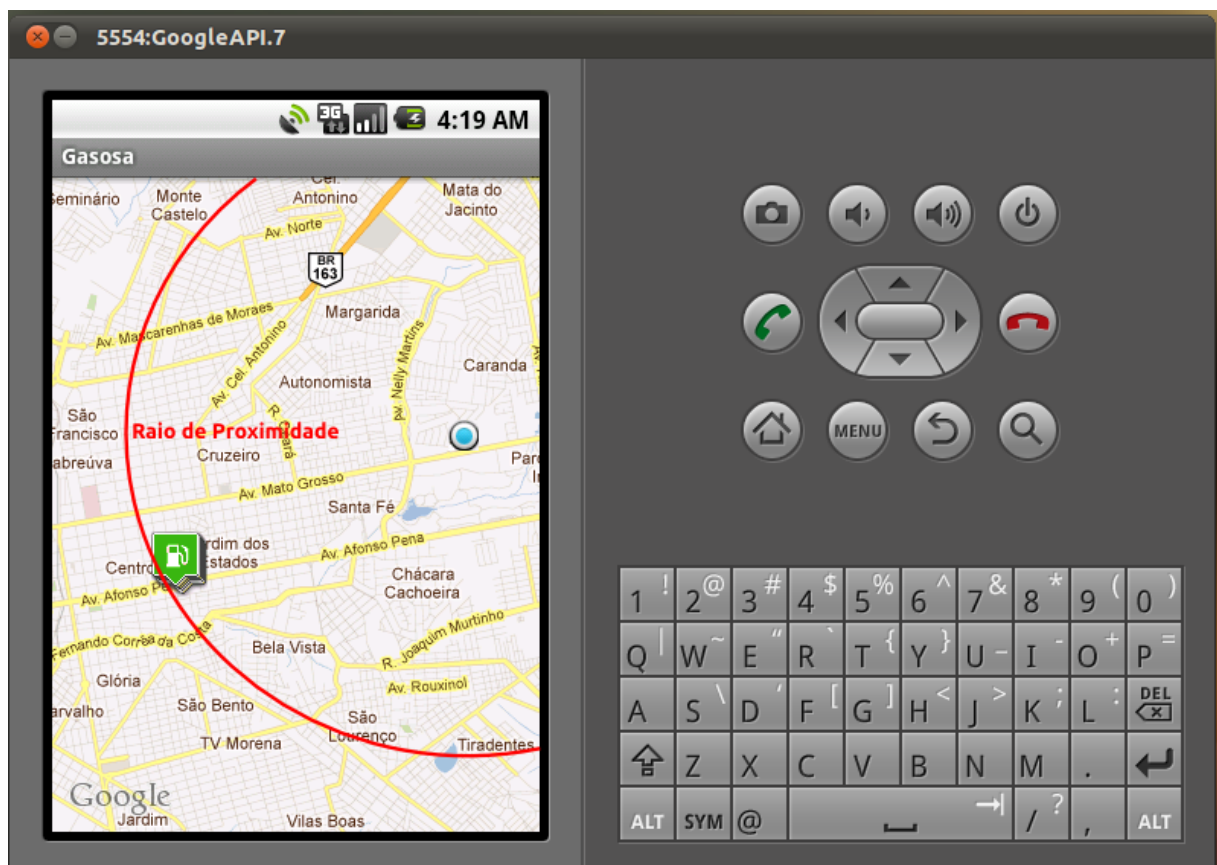 5554:GoogleAPI.7
3G
4:19 AM
Gasosa
Seminário
Monte
Castelo
Cel.
Antonino
Mata do
Jacinto
Av. Norte
BR
163
Av. Mascarenhas de Moraes
Margarida
Av. Cel. Antonino
Av. Nelly Martins
Caranda
Autonomista
R. Ceará
São
Francisco
Raio de Proximidade
abreúva
Cruzeiro
Av. Mato Grosso
Santa Fé
rdim dos
Estados
Centro
Av. Afonso Pena
Chácara
Cachoeira
Av. Afonso Pe
Fernando Corrêa da Costa
Bela Vista
R. Joaquim Murtinho
Glória
Av. Rouxinol
arvalho
São Bento
São
Lourenço
TV Morena
Tiradentes
Google
Jardim
Vilas Boas
MENU
1 ! 2 @ 3 # 4 $ 5 % 6 ^ 7 & 8 * 9 ( 0 )
Q | W ~ E " R ` T { Y } U _ I - O + P =
A S \ D ' F [ G ] H < J > K ; L : DEL
Z X C V B N M .
ALT SYM @ / ? , ALT